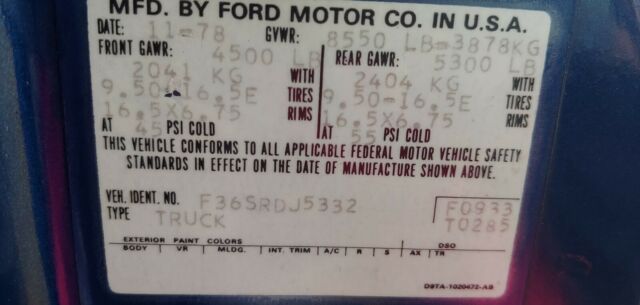 MFD. BY FORD MOTOR CO. IN U.S.A.
DATE: 11-78 GVWR: 8550 LB-3878KG
FRONT GAWR: 4500 LB REAR GAWR: 5300 LB
2041 KG WITH 2404 KG WITH
9.50-16.5E TIRES 9.50-16.5E TIRES
16.5X6.75 RIMS 16.5X6.75 RIMS
AT 45 PSI COLD AT 55 PSI COLD
THIS VEHICLE CONFORMS TO ALL APPLICABLE FEDERAL MOTOR VEHICLE SAFETY
STANDARDS IN EFFECT ON THE DATE OF MANUFACTURE SHOWN ABOVE.
VEH. IDENT. NO. F36SRDJ5332 F0933
TYPE TRUCK T0285
EXTERIOR PAINT COLORS DSO
BODY VR MLDG. INT. TRIM A/C R S AX TR
D9TA-1020472-AB